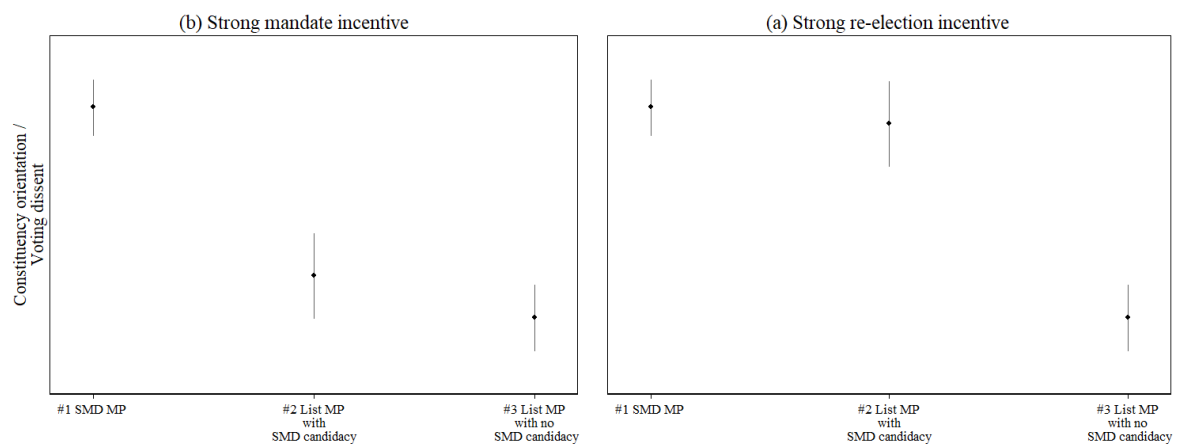 (b) Strong mandate incentive
(a) Strong re-election incentive
Constituency orientation /
Voting dissent
#1 SMD MP
#2 List MP
with
SMD candidacy
#3 List MP
with no
SMD candidacy
#1 SMD MP
#2 List MP
with
SMD candidacy
#3 List MP
with no
SMD candidacy